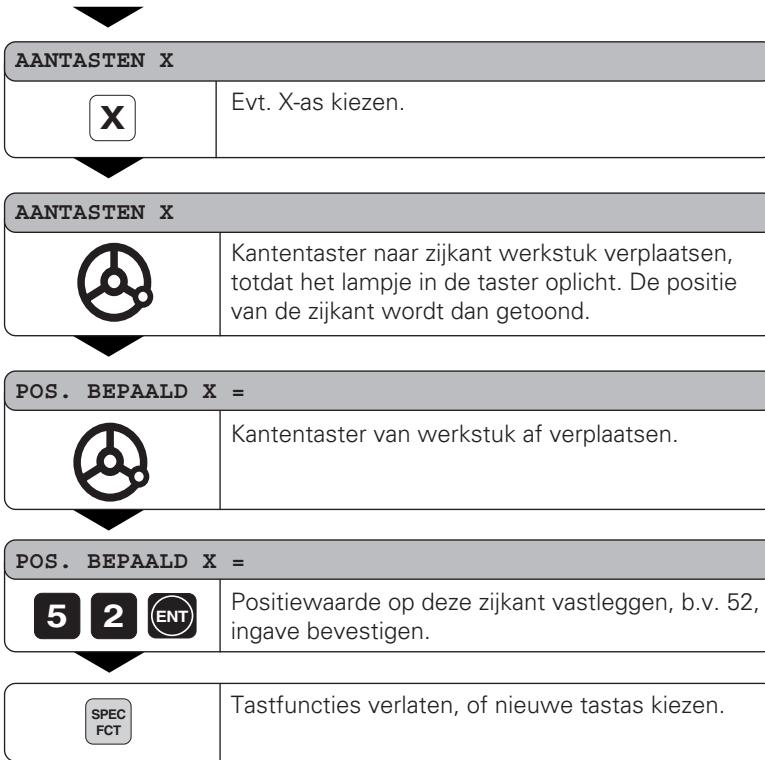 AANTASTEN X
X
Evt. X-as kiezen.
AANTASTEN X
Kantentaster naar zijkant werkstuk verplaatsen,
totdat het lampje in de taster oplicht. De positie
van de zijkant wordt dan getoond.
POS. BEPAALD X =
Kantentaster van werkstuk af verplaatsen.
POS. BEPAALD X =
5 2 ENT
Positiewaarde op deze zijkant vastleggen, b.v. 52,
ingave bevestigen.
SPEC
FCT
Tastfuncties verlaten, of nieuwe tastas kiezen.